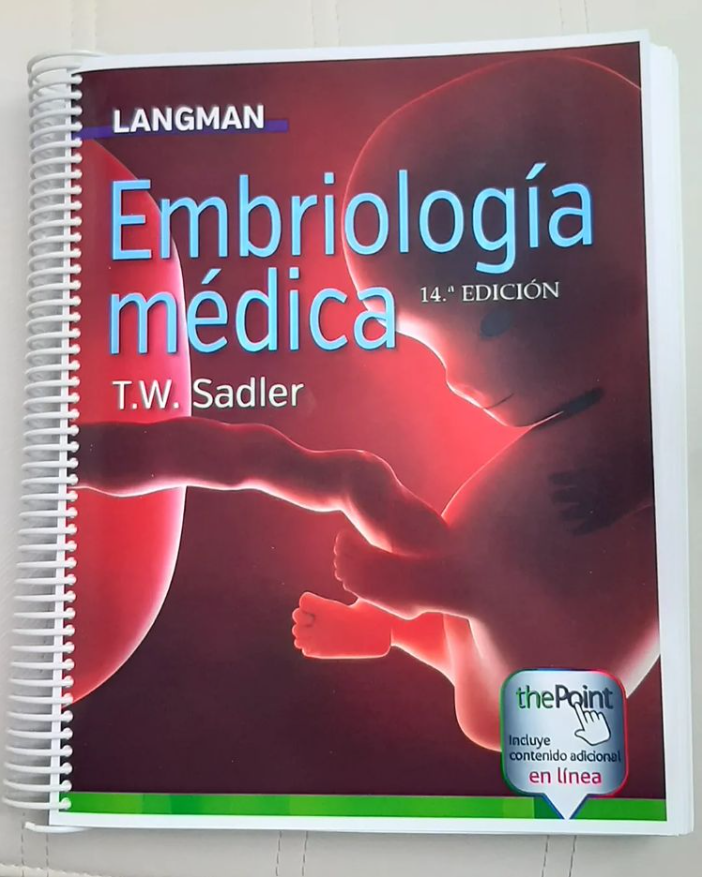 LANGMAN
Embriología
médica
14.ª EDICIÓN
T.W. Sadler
thePoint
Incluye
contenido adicional
en línea